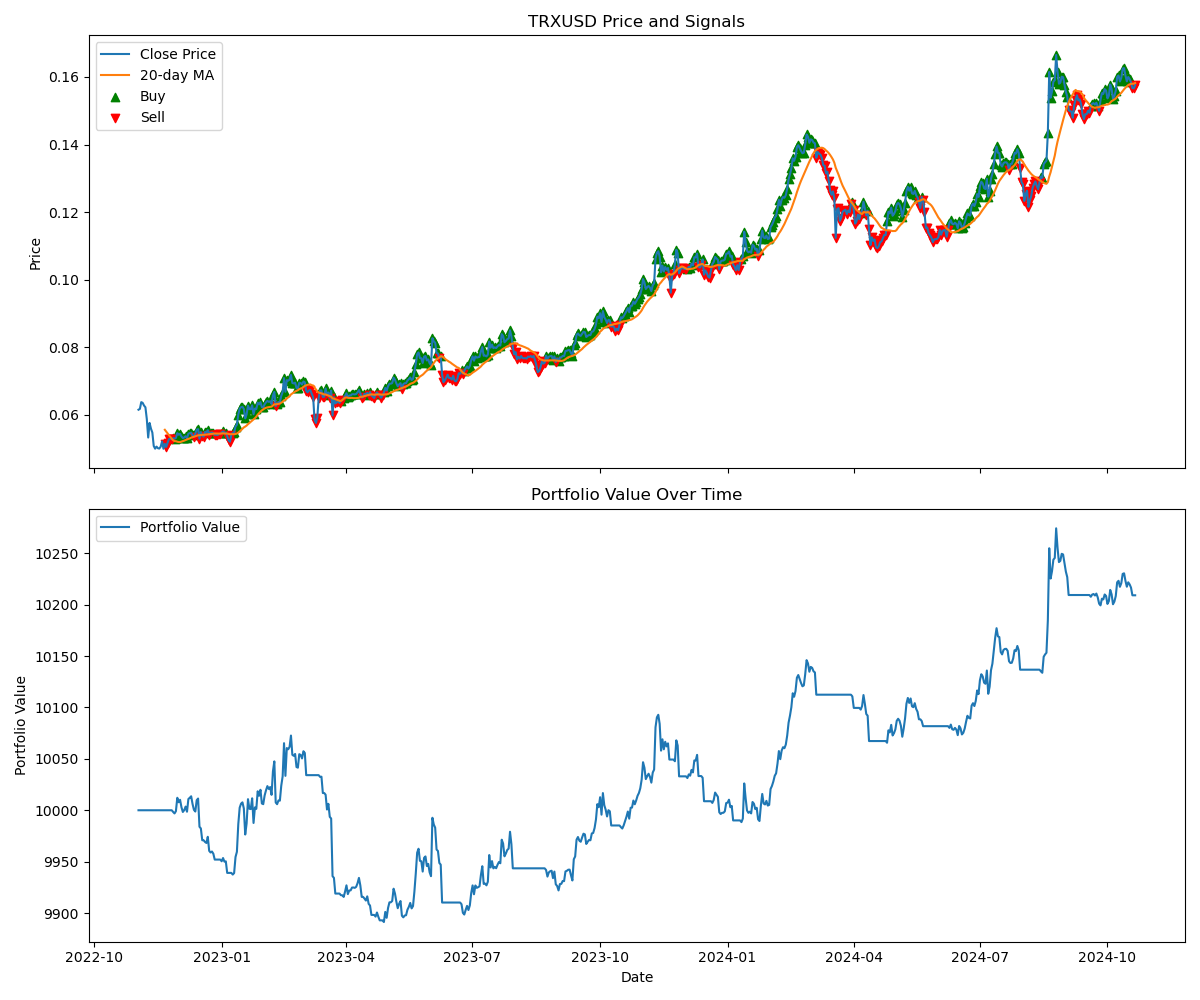 TRXUSD Price and Signals
Close Price
20-day MA
Buy
Sell
Price
0.16
0.14
0.12
0.10
0.08
0.06
Portfolio Value Over Time
Portfolio Value
Portfolio Value
10250
10200
10150
10100
10050
10000
9950
9900
2022-10
2023-01
2023-04
2023-07
2023-10
2024-01
2024-04
2024-07
2024-10
Date